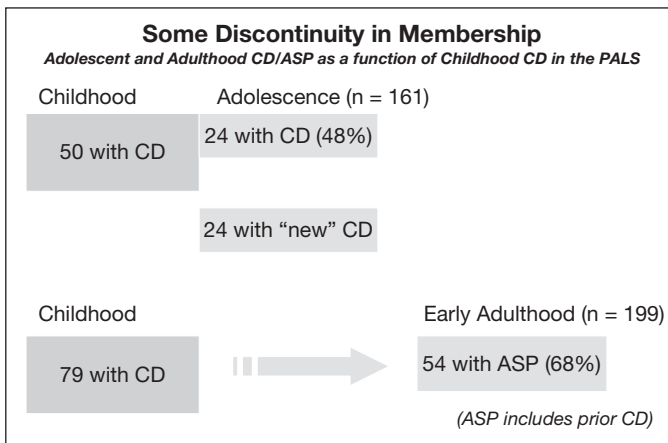 Some Discontinuity in Membership
Adolescent and Adulthood CD/ASP as a function of Childhood CD in the PALS
Childhood
Adolescence (n = 161)
50 with CD
24 with CD (48%)
24 with “new” CD
Childhood
Early Adulthood (n = 199)
79 with CD
54 with ASP (68%)
(ASP includes prior CD)